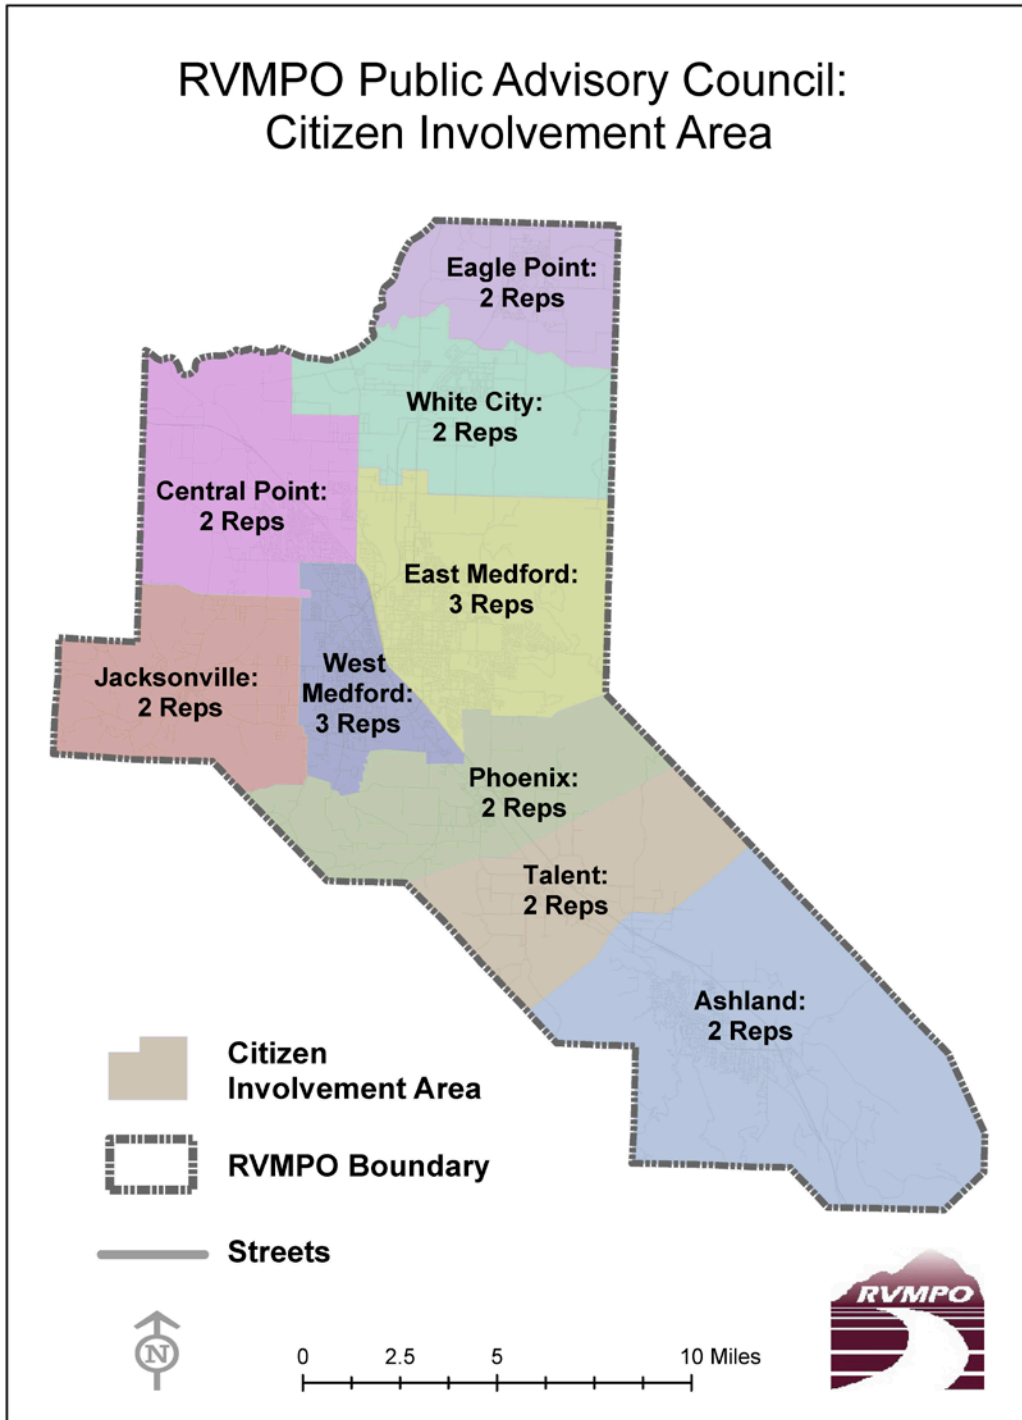 RVMPO Public Advisory Council:
Citizen Involvement Area
Eagle Point:
2 Reps
White City:
2 Reps
Central Point:
2 Reps
East Medford:
3 Reps
West
Medford:
3 Reps
Jacksonville:
2 Reps
Phoenix:
2 Reps
Talent:
2 Reps
Ashland:
2 Reps
Citizen
Involvement Area
RVMPO Boundary
Streets
N
0 2.5 5 10 Miles
RVMPO